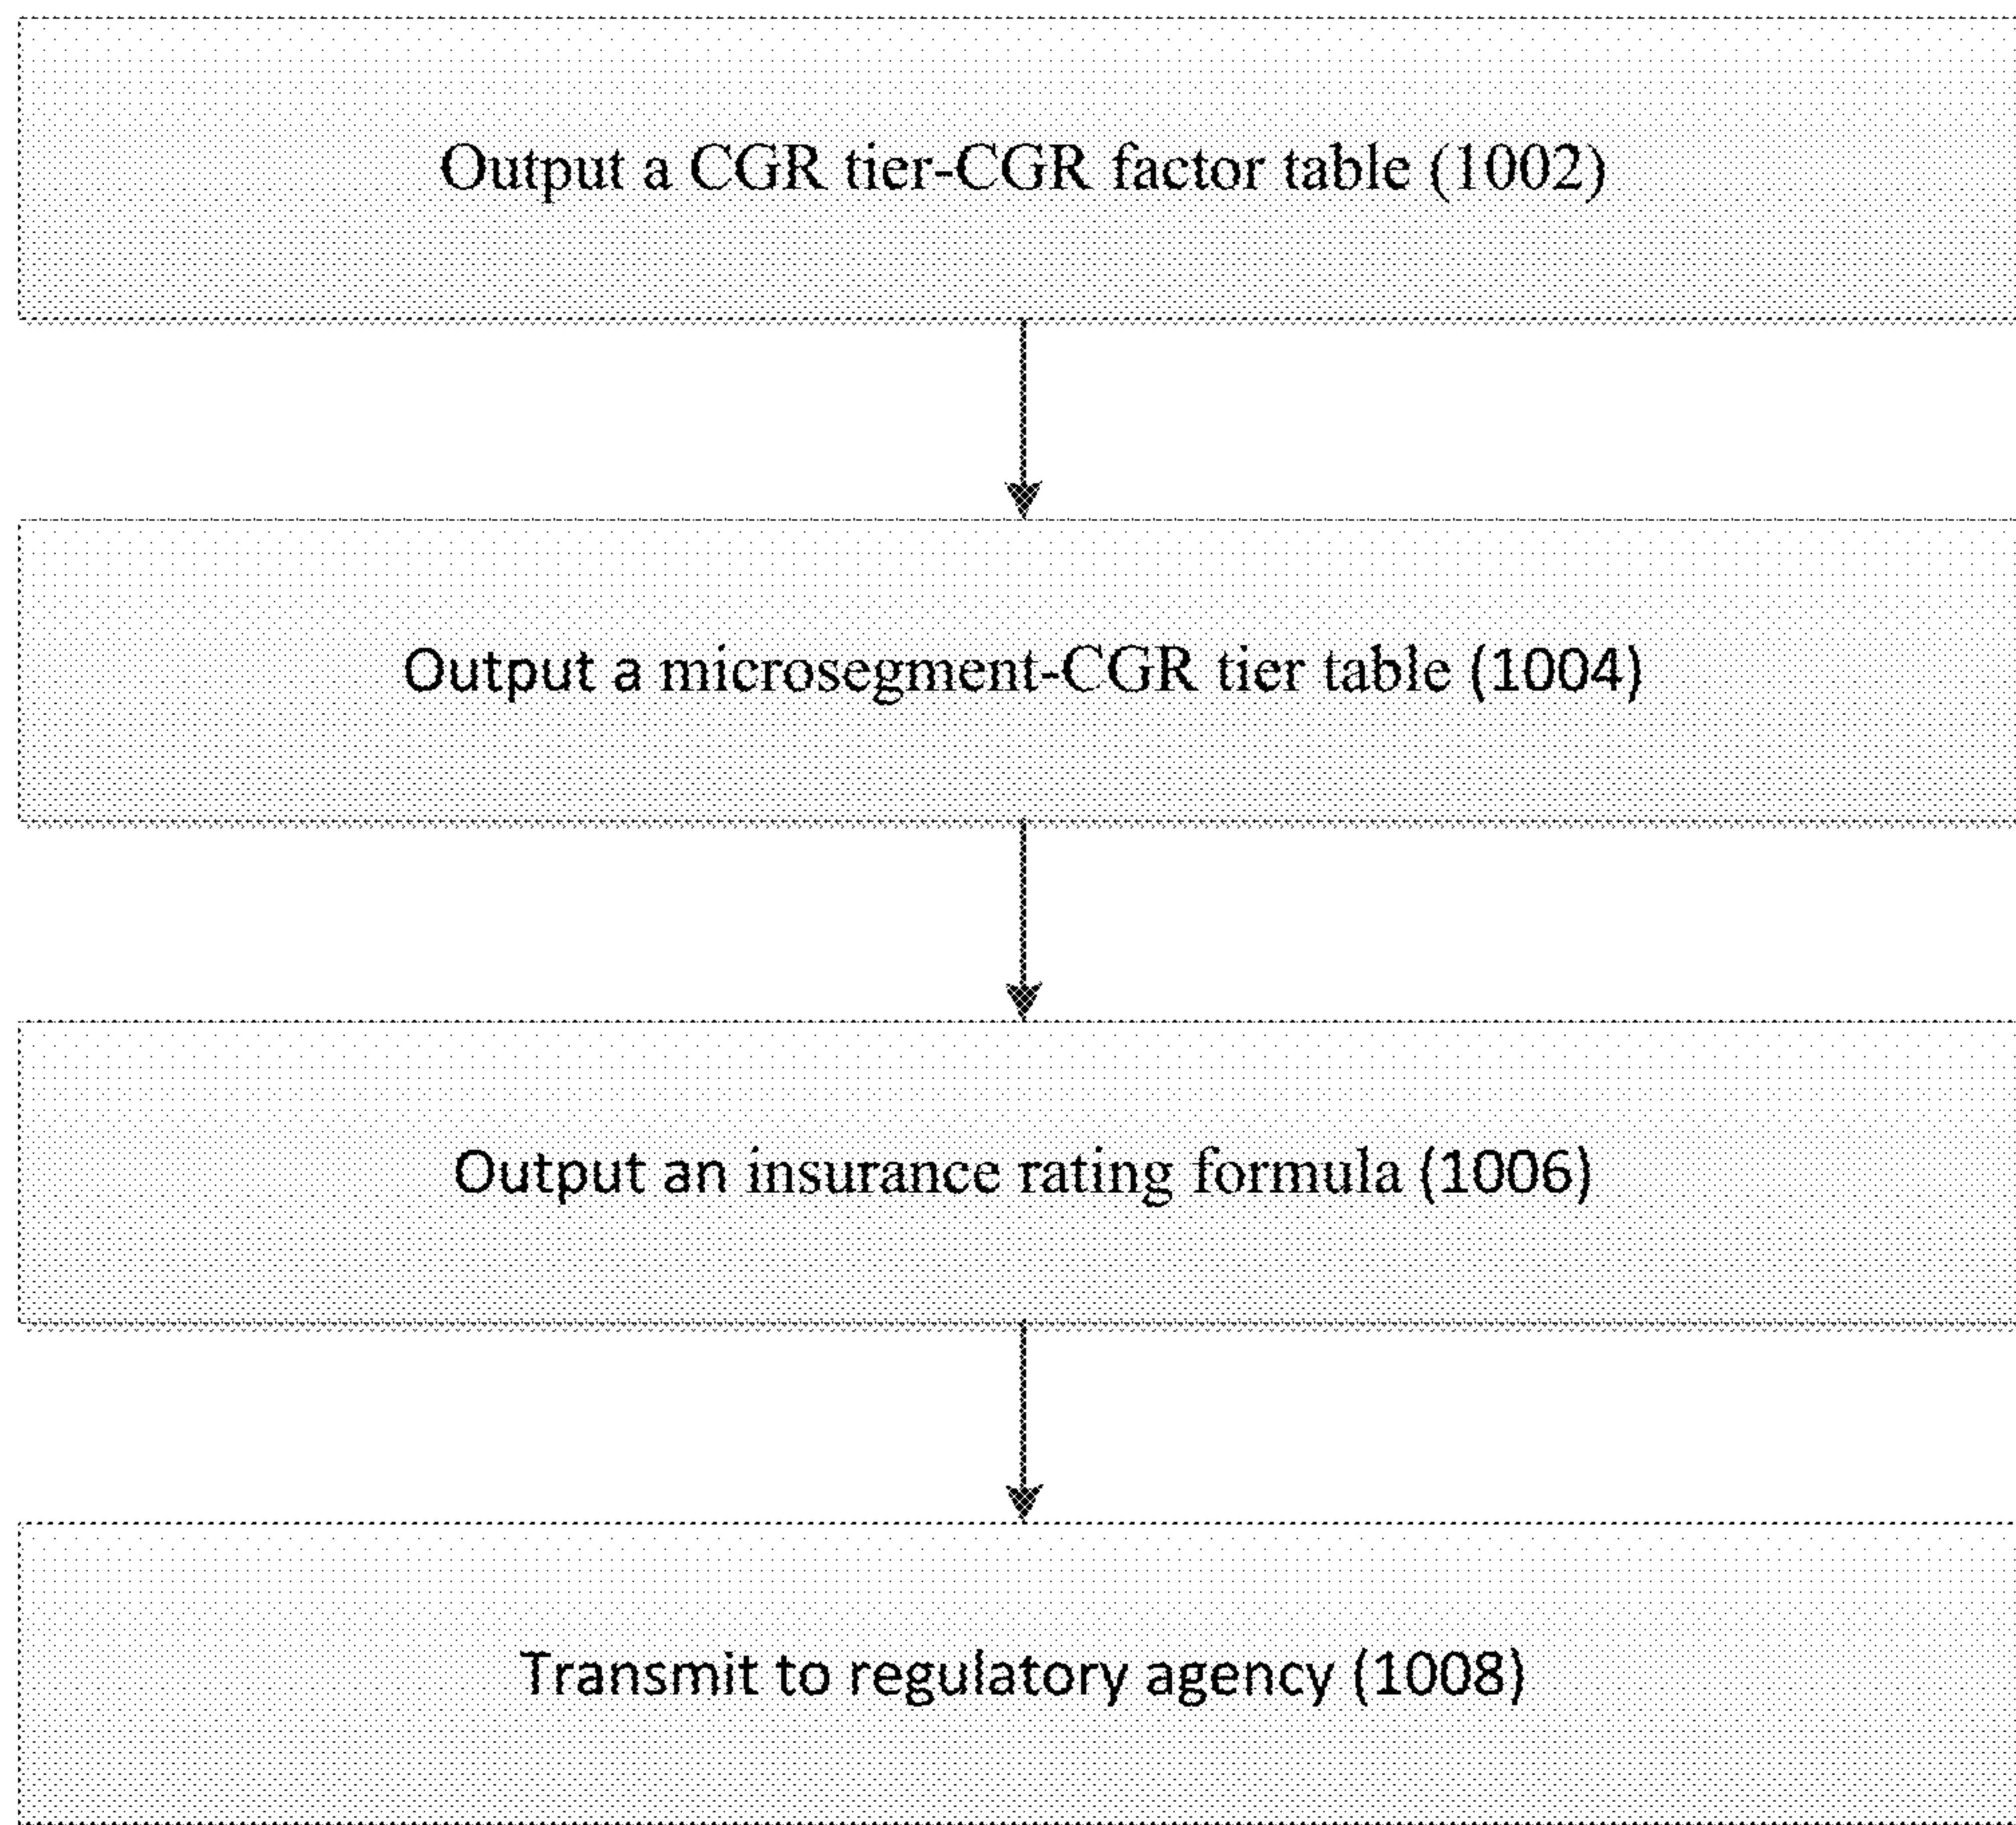 Output a CGR tier-CGR factor table (1002)
Output a microsegment-CGR tier table (1004)
Output an insurance rating formula (1006)
Transmit to regulatory agency (1008)